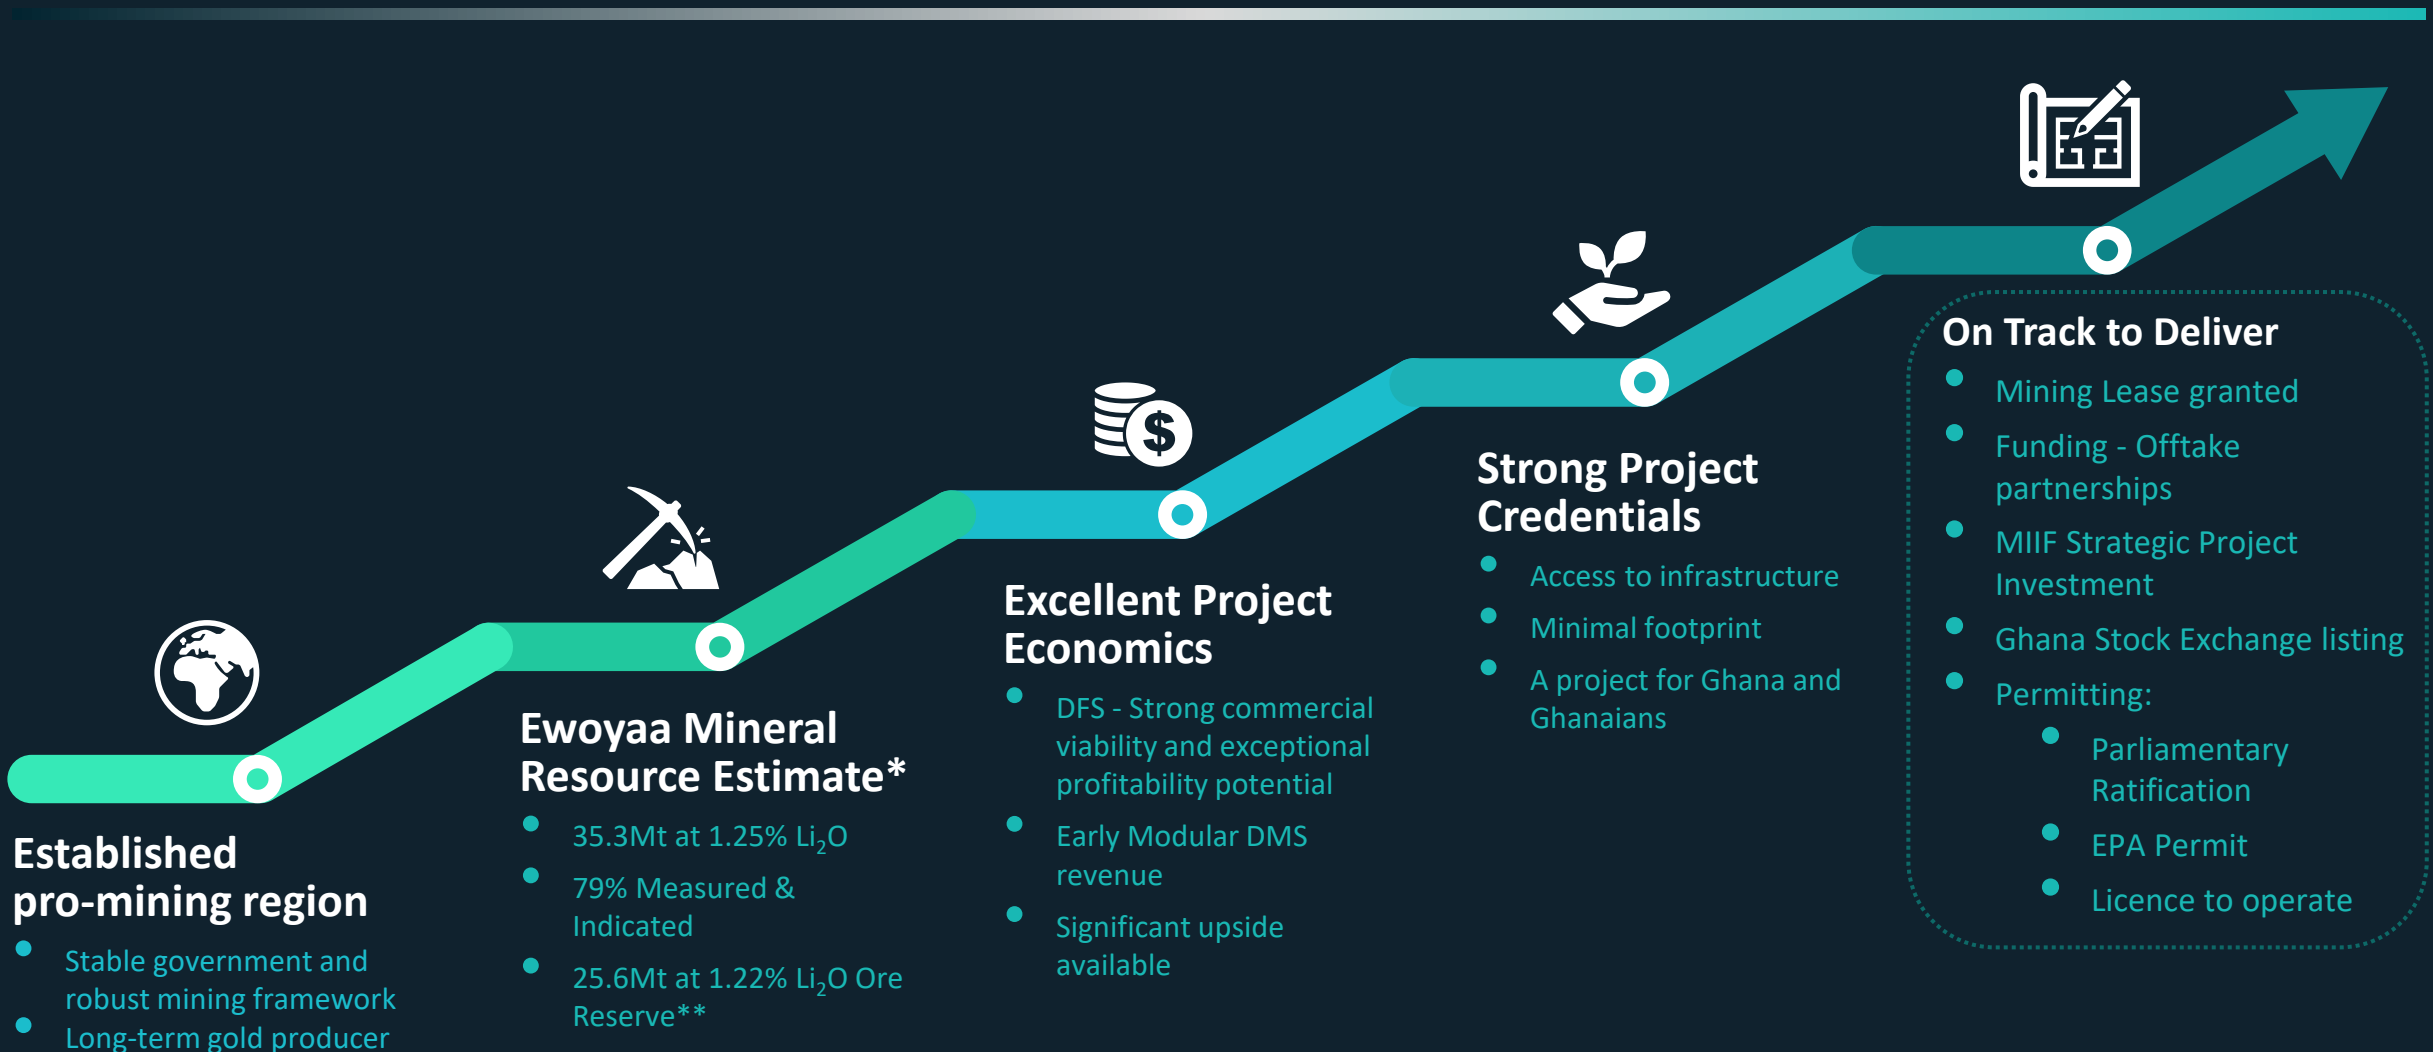 Established
pro-mining region
Stable government and
robust mining framework
Long-term gold producer
Ewoyaa Mineral
Resource Estimate*
35.3Mt at 1.25% Li₂O
79% Measured &
Indicated
25.6Mt at 1.22% Li₂O Ore
Reserve**
$
Excellent Project
Economics
DFS - Strong commercial
viability and exceptional
profitability potential
Early Modular DMS
revenue
Significant upside
available
Strong Project
Credentials
Access to infrastructure
Minimal footprint
A project for Ghana and
Ghanaians
On Track to Deliver
Mining Lease granted
Funding - Offtake
partnerships
MIIF Strategic Project
Investment
Ghana Stock Exchange listing
Permitting:
Parliamentary
Ratification
EPA Permit
Licence to operate